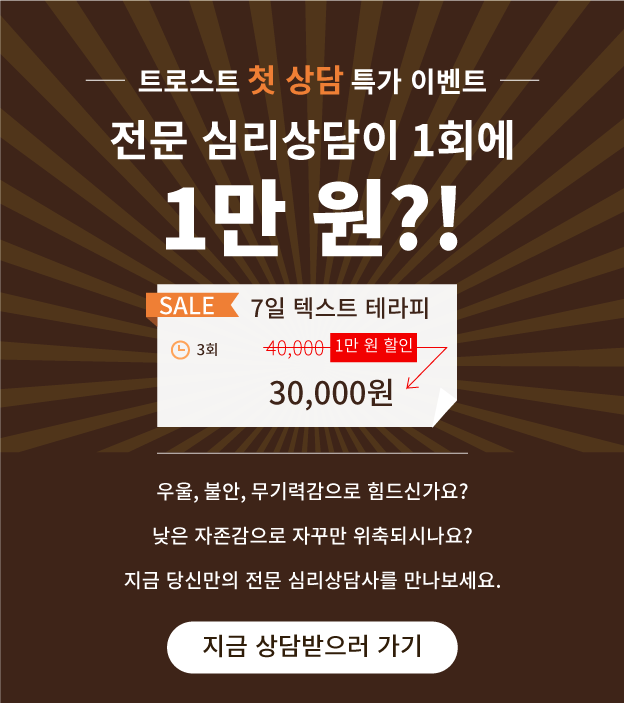 트로스트 첫 상담 특가 이벤트
전문 심리상담이 1회에
1만 원?!
SALE 7일 텍스트 테라피
3회 40,000 1만 원 할인
30,000원
우울, 불안, 무기력감으로 힘드신가요?
낮은 자존감으로 자꾸만 위축되시나요?
지금 당신만의 전문 심리상담사를 만나보세요.
지금 상담받으러 가기